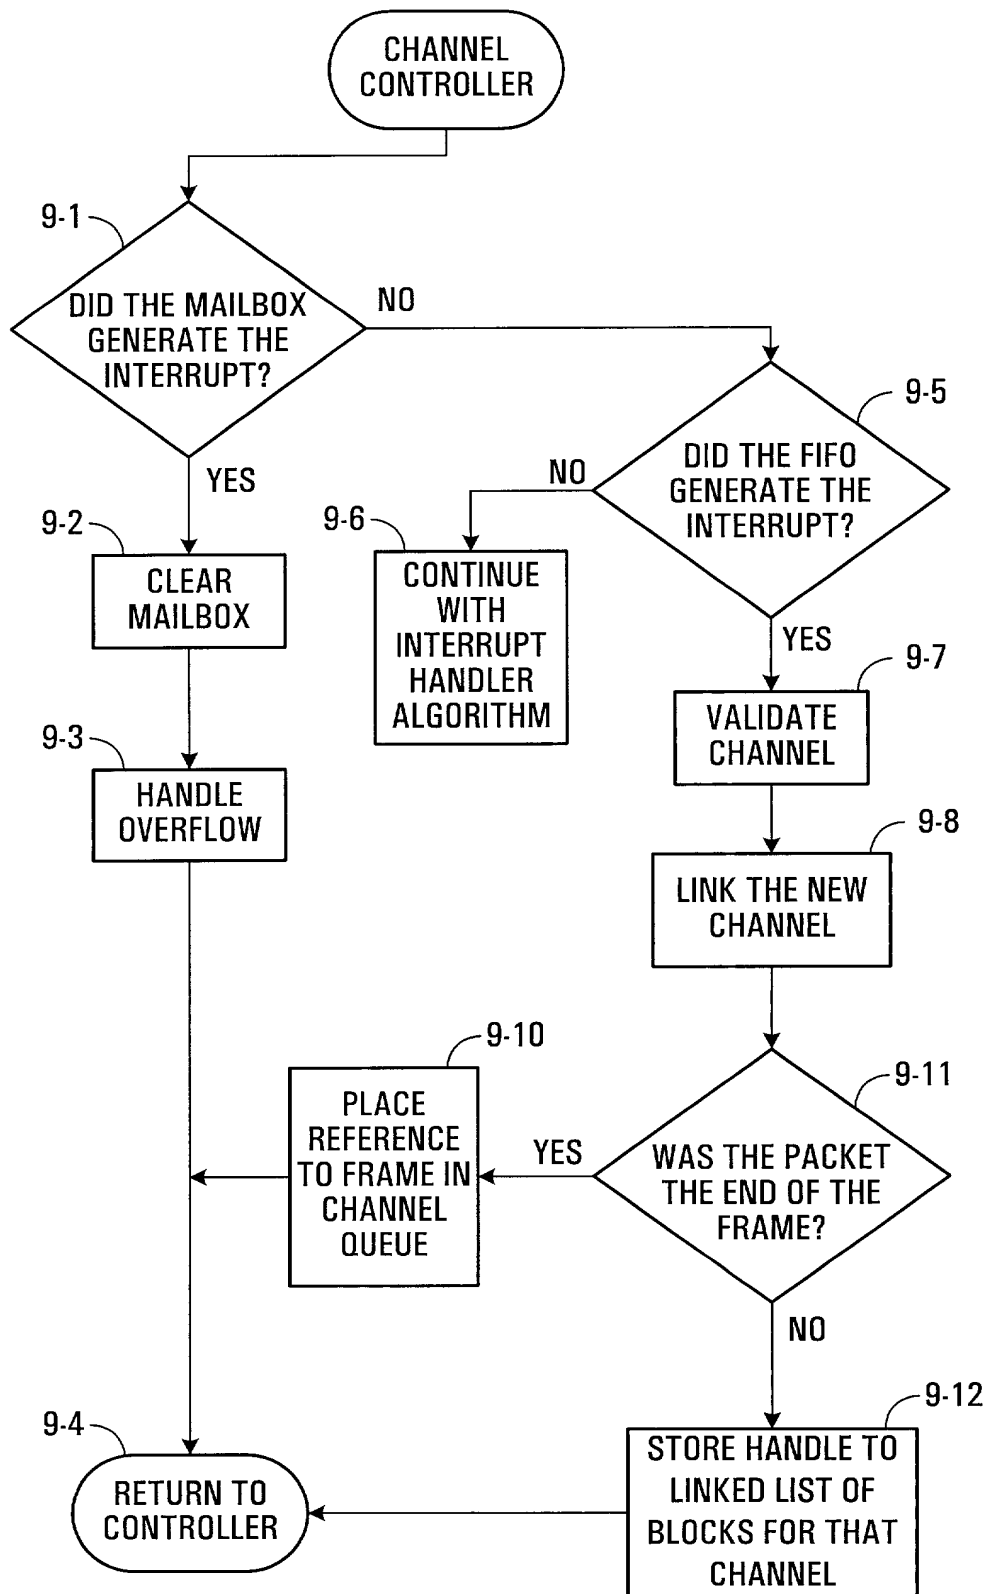 CHANNEL
CONTROLLER
9-1
DID THE MAILBOX
GENERATE THE
INTERRUPT?
NO
YES
9-2
CLEAR
MAILBOX
9-3
HANDLE
OVERFLOW
9-5
DID THE FIFO
GENERATE THE
INTERRUPT?
NO
9-6
CONTINUE
WITH
INTERRUPT
HANDLER
ALGORITHM
YES
9-7
VALIDATE
CHANNEL
9-8
LINK THE NEW
CHANNEL
9-11
WAS THE PACKET
THE END OF THE
FRAME?
YES
9-10
PLACE
REFERENCE
TO FRAME IN
CHANNEL
QUEUE
NO
9-12
STORE HANDLE TO
LINKED LIST OF
BLOCKS FOR THAT
CHANNEL
9-4
RETURN TO
CONTROLLER